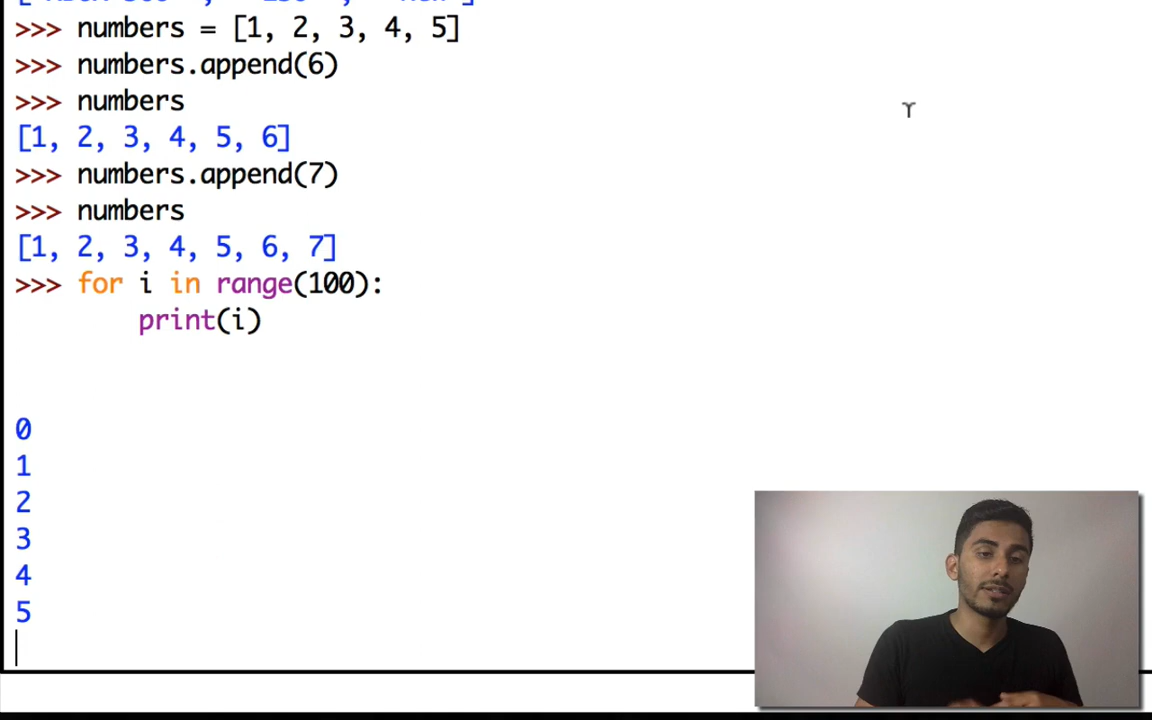 >>> numbers = [1, 2, 3, 4, 5]
>>> numbers.append(6)
>>> numbers
[1, 2, 3, 4, 5, 6]
>>> numbers.append(7)
>>> numbers
[1, 2, 3, 4, 5, 6, 7]
>>> for i in range(100):
print(i)
0
1
2
3
4
5